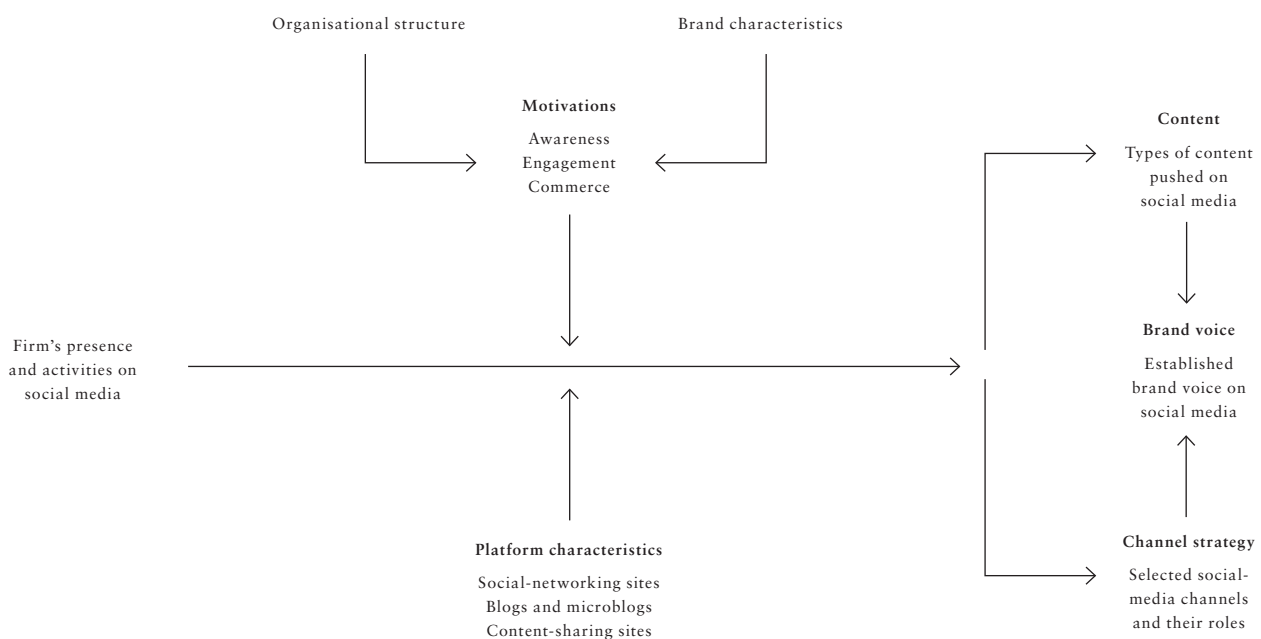 Organisational structure
Brand characteristics
Motivations
Awareness
Engagement
Commerce
Content
Types of content
pushed on
social media
Firm's presence
and activities on
social media
Brand voice
Established
brand voice on
social media
Platform characteristics
Social-networking sites
Blogs and microblogs
Content-sharing sites
Channel strategy
Selected social-
media channels
and their roles